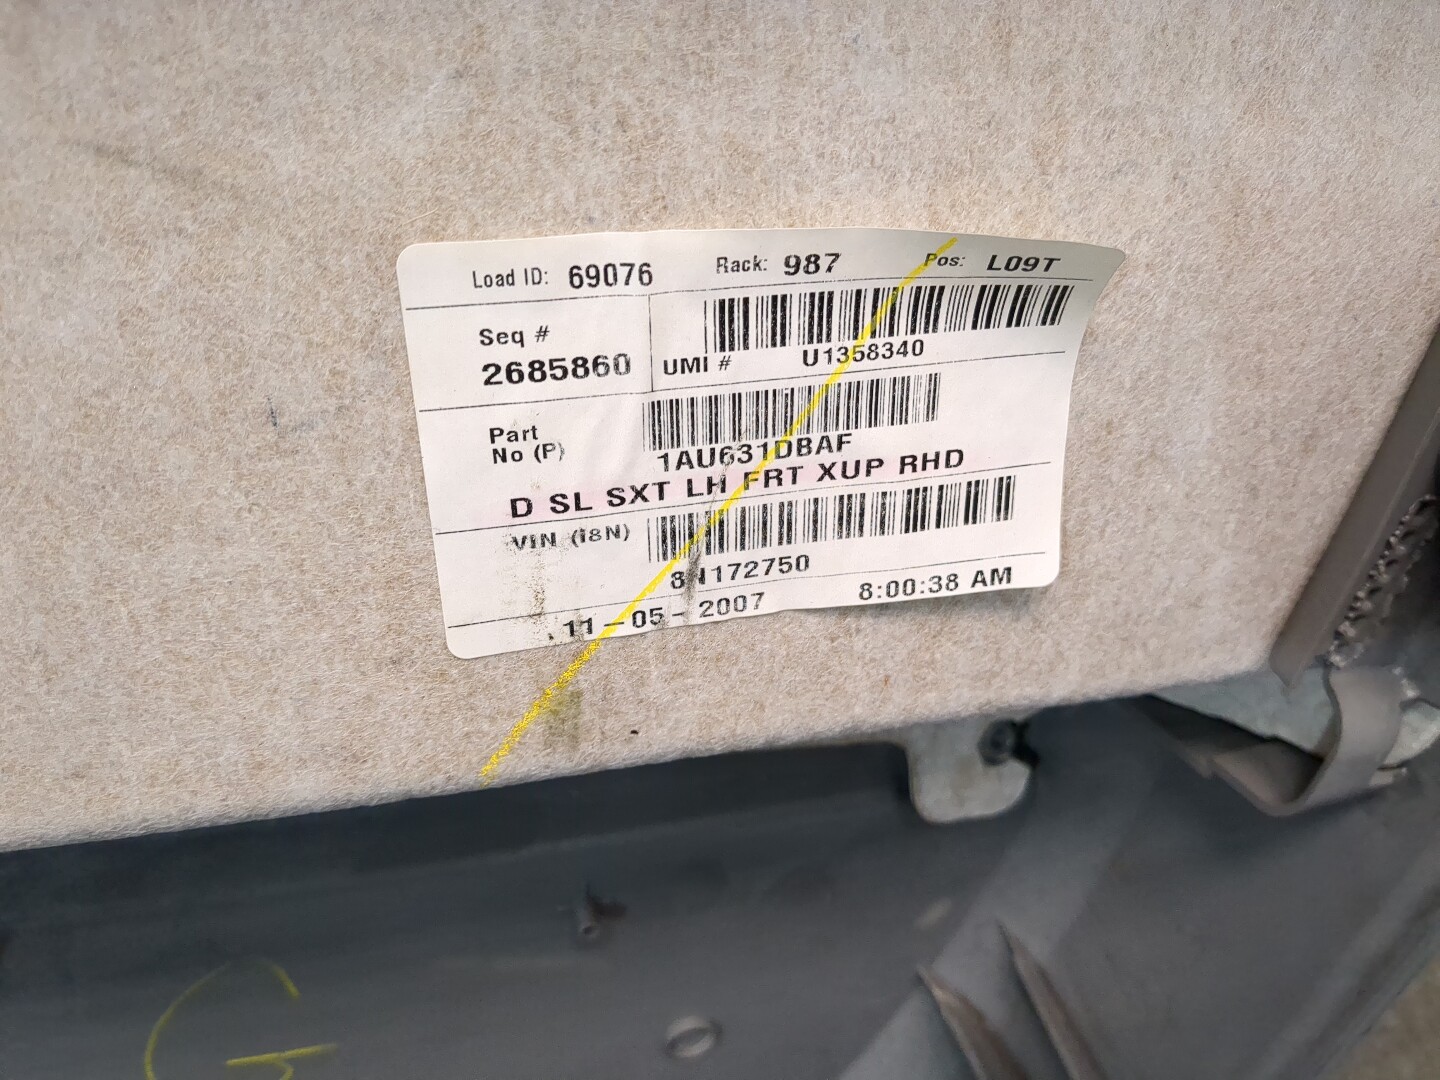 Load ID: 69076 Rack: 987 Pos: L09T
Seq #
2685860
UMI # U1358340
Part
No (P)
1AU631DBAF
D SL SXT LH FRT XUP RHD
VIN (I8N)
8N172750
11-05-2007 8:00:38 AM
G